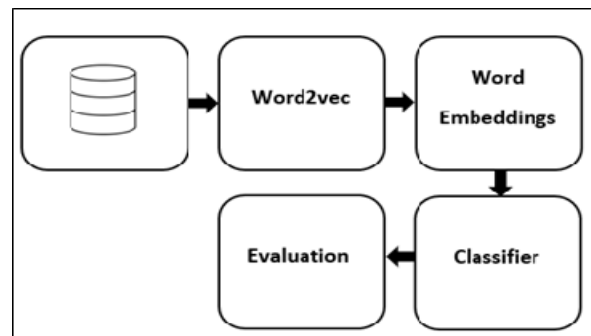 Word2vec
Word
Embeddings
Evaluation
Classifier